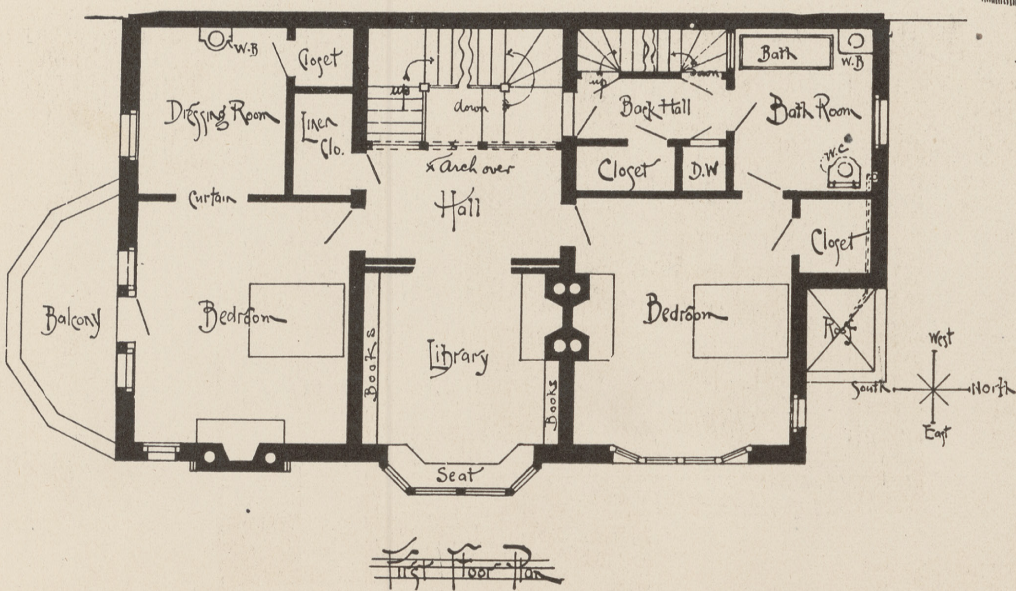 W.B
Closet
Dressing Room
Linen
Clo.
Curtain
up
down
x Arch over
Hall
up
down
Back Hall
Closet
D.W
Bath
W.B
Bath Room
W.C
Closet
Balcony
Bedroom
Books
Library
Books
Seat
Bedroom
Roof
West
South
North
East
First Floor Plan